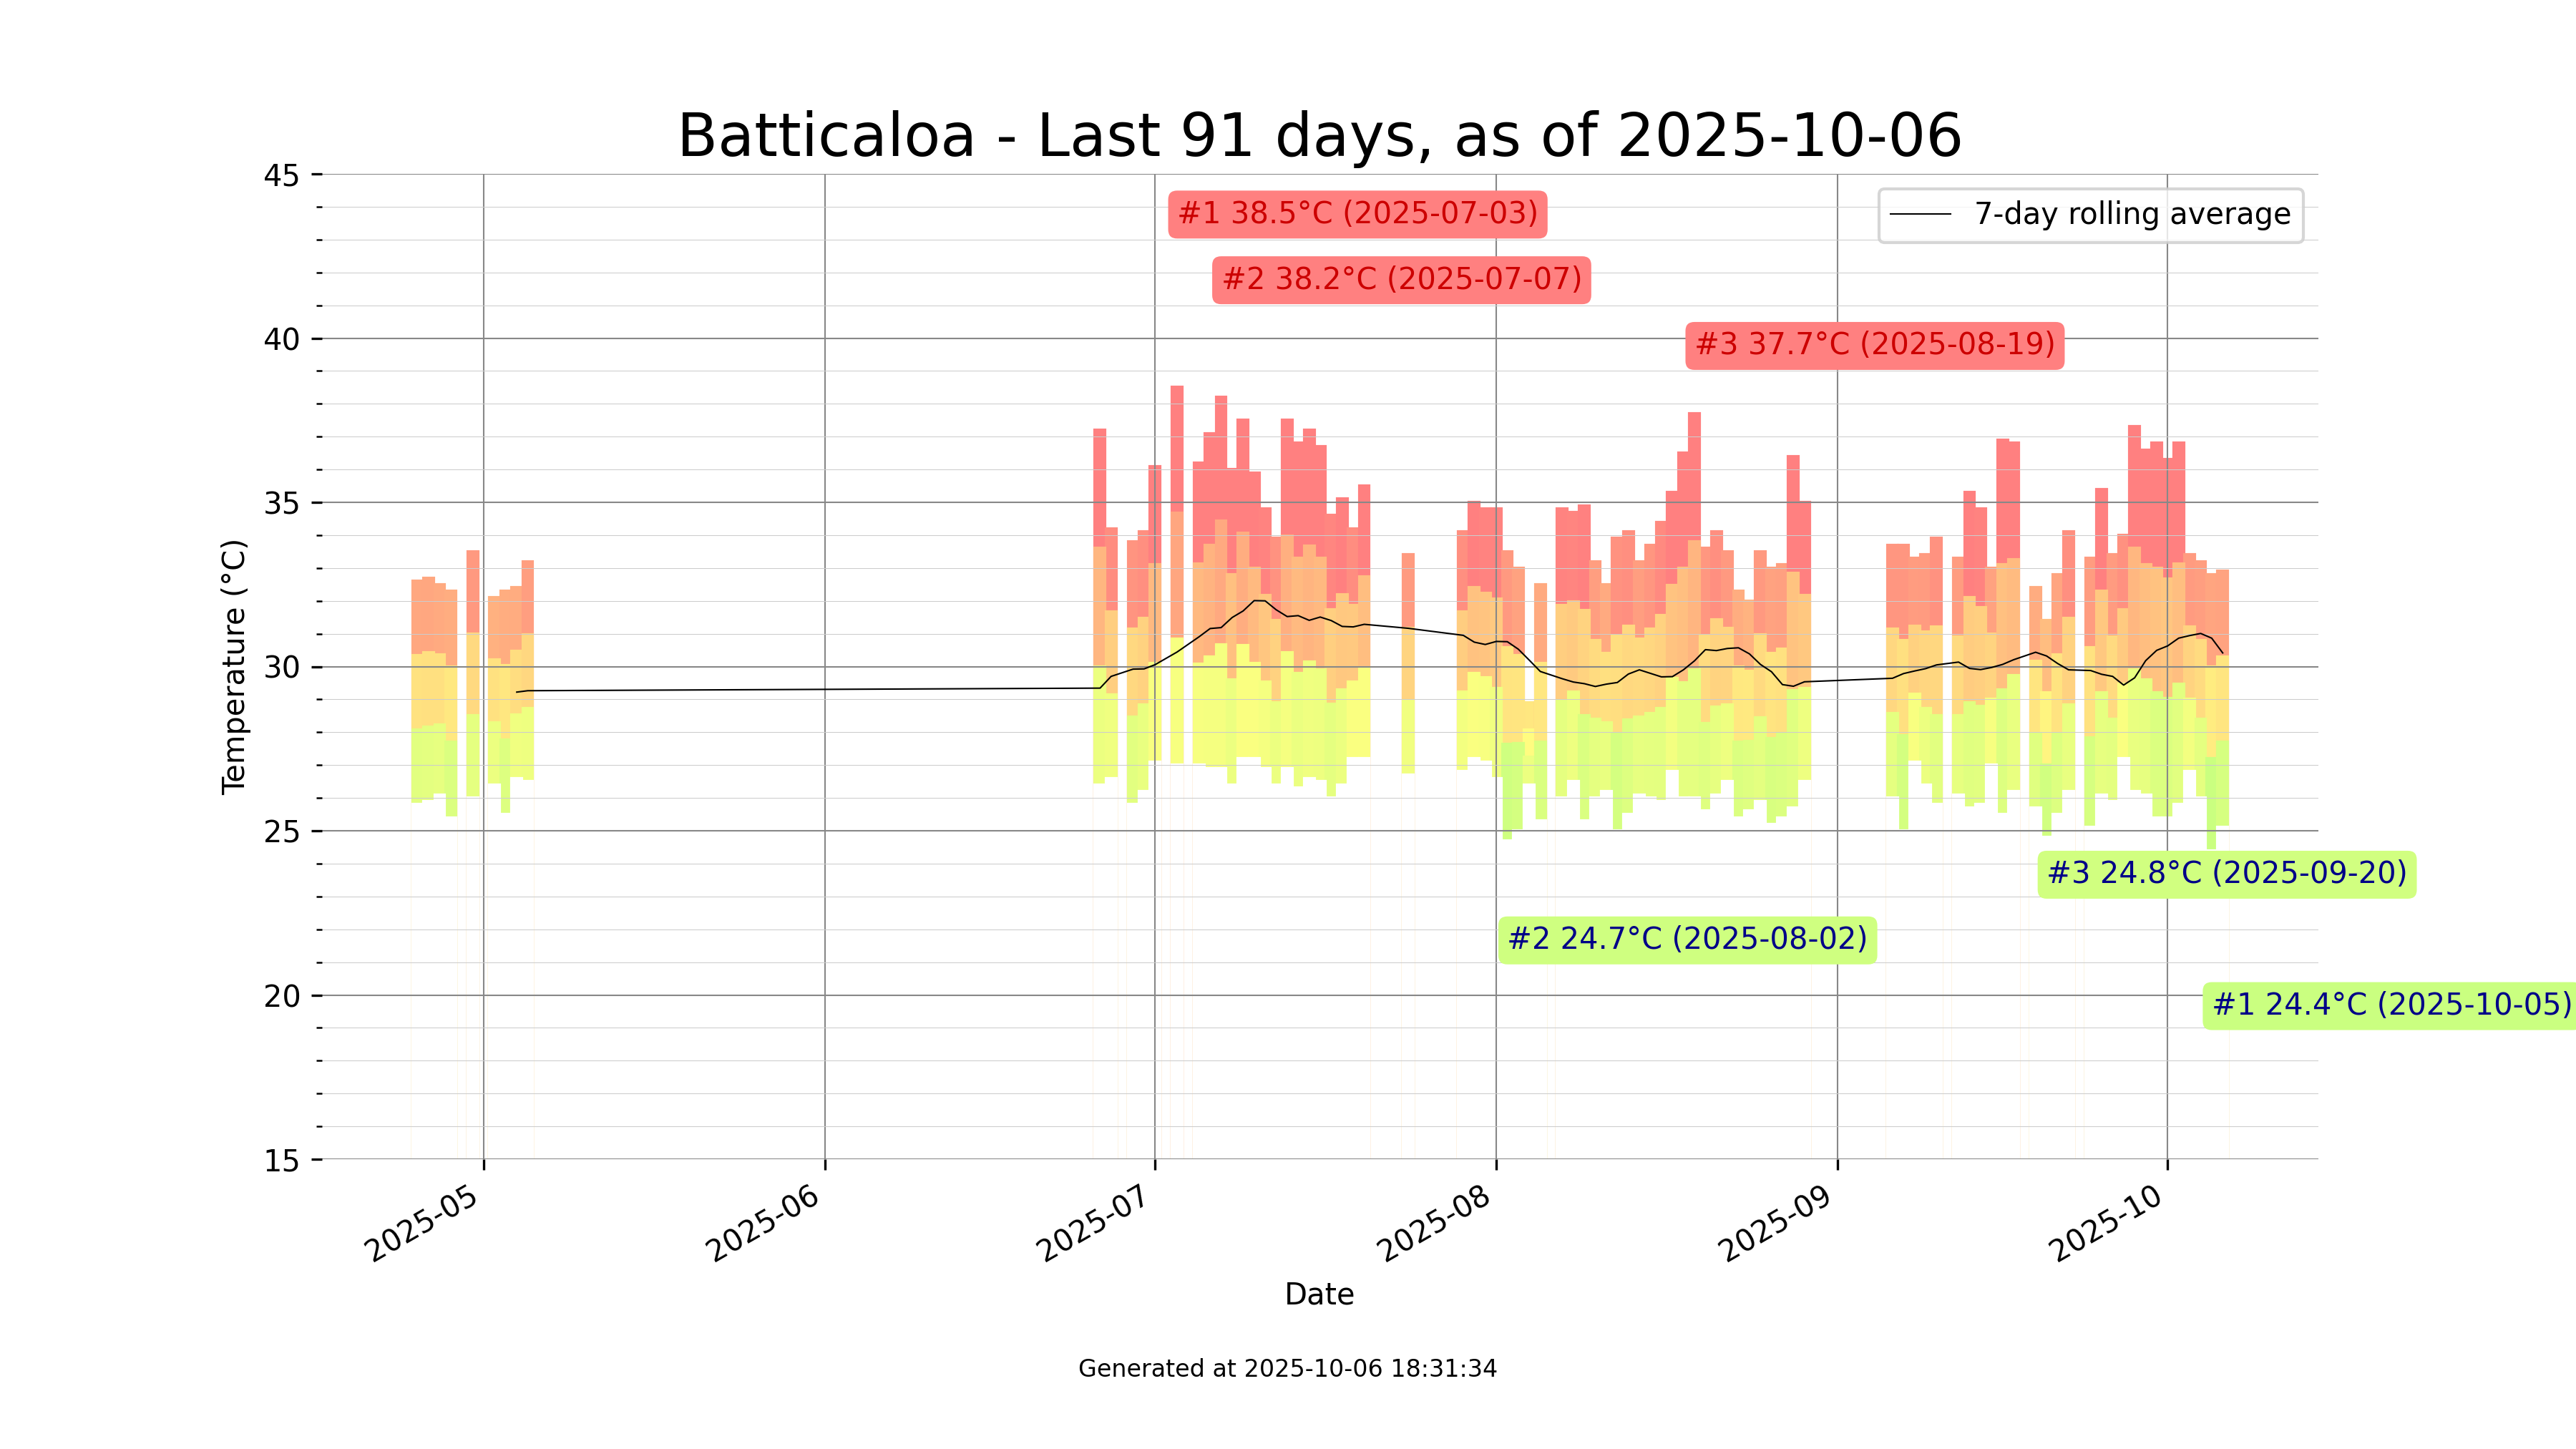 Batticaloa - Last 91 days, as of 2025-10-06
45
40
35
30
25
20
15
Temperature (°C)
#1 38.5°C (2025-07-03)
#2 38.2°C (2025-07-07)
#3 37.7°C (2025-08-19)
7-day rolling average
#3 24.8°C (2025-09-20)
#2 24.7°C (2025-08-02)
#1 24.4°C (2025-10-05)
2025-05
2025-06
2025-07
2025-08
2025-09
2025-10
Date
Generated at 2025-10-06 18:31:34